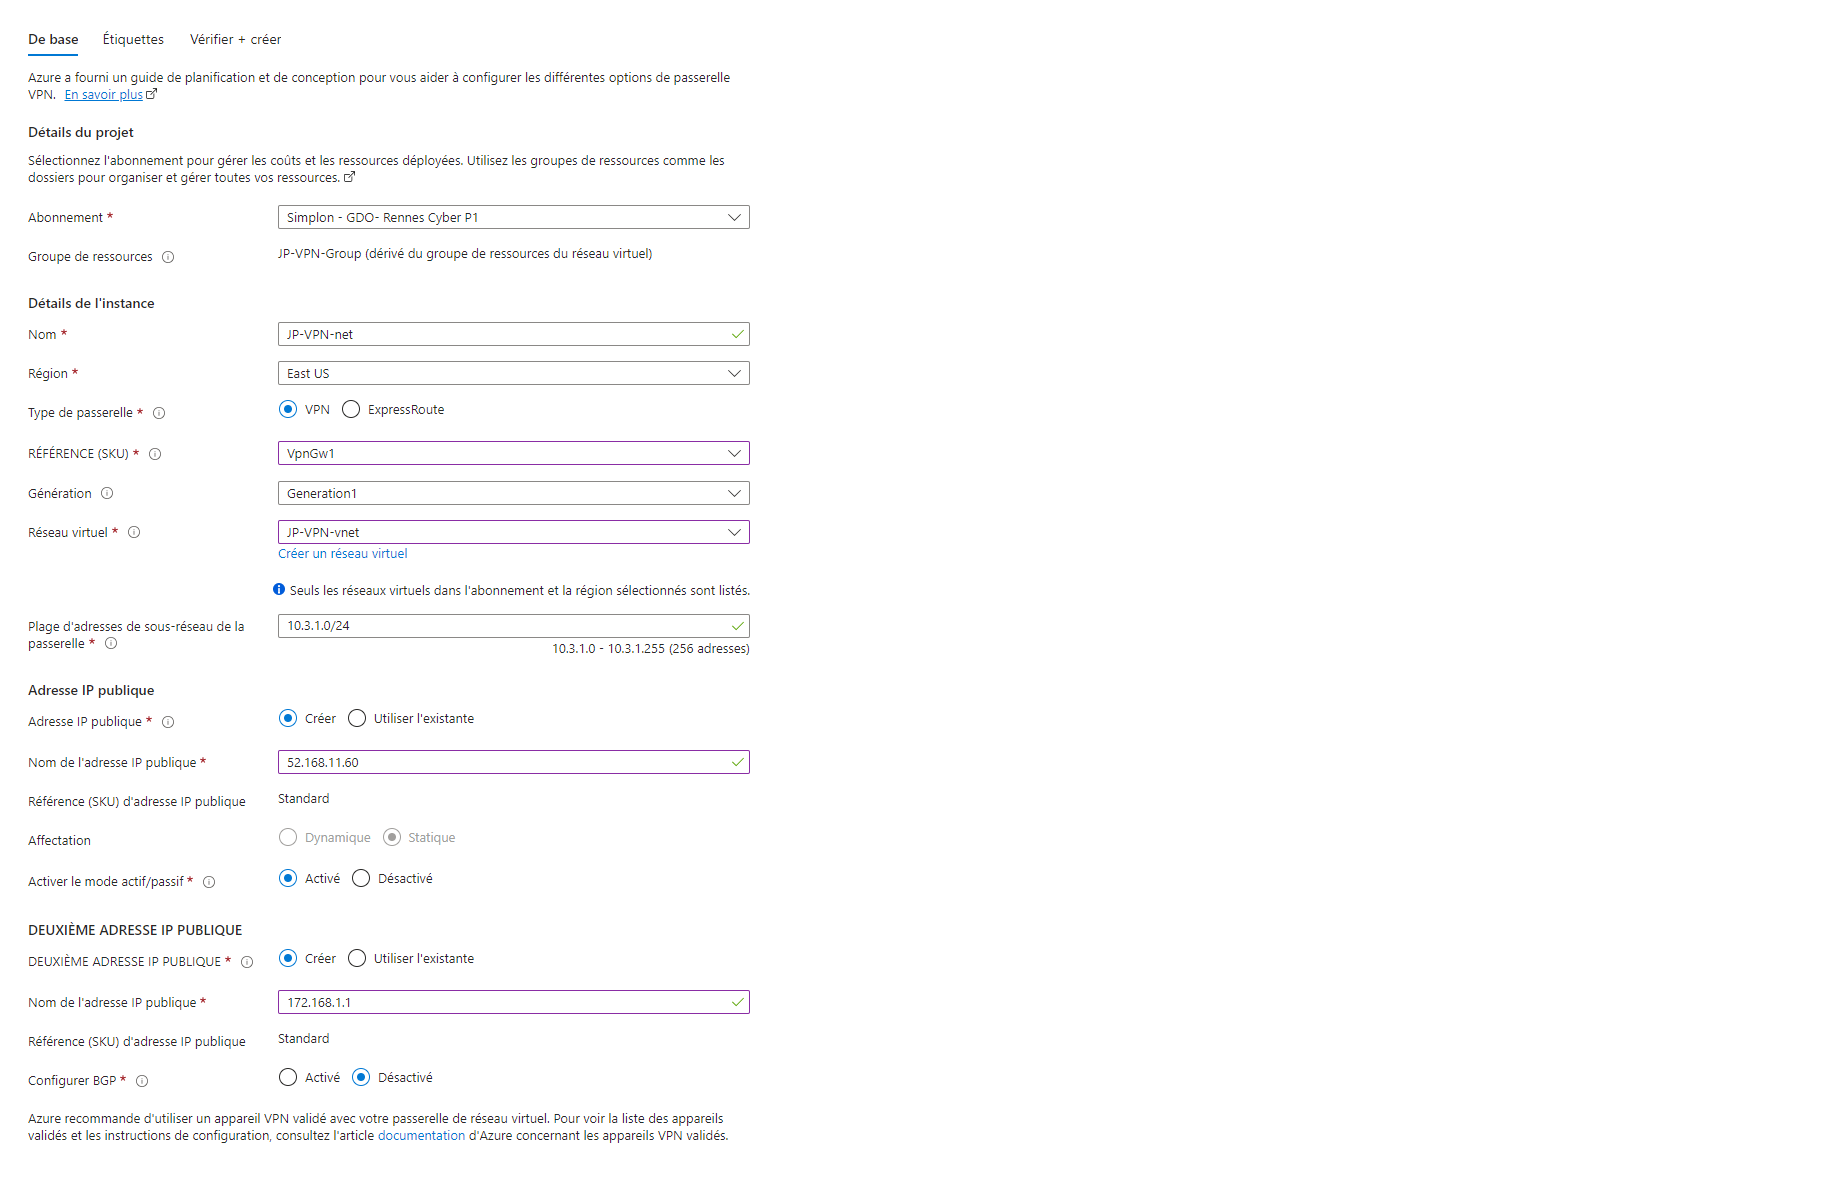 De base Étiquettes Vérifier + créer
Azure a fourni un guide de planification et de conception pour vous aider à configurer les différentes options de passerelle
VPN. En savoir plus
Détails du projet
Sélectionnez l'abonnement pour gérer les coûts et les ressources déployées. Utilisez les groupes de ressources comme les
dossiers pour organiser et gérer toutes vos ressources.
Abonnement * Simplon - GDO- Rennes Cyber P1
Groupe de ressources JP-VPN-Group (dérivé du groupe de ressources du réseau virtuel)
Détails de l'instance
Nom * JP-VPN-net
Région * East US
Type de passerelle * VPN ExpressRoute
RÉFÉRENCE (SKU) * VpnGw1
Génération Generation1
Réseau virtuel * JP-VPN-vnet
Créer un réseau virtuel
Seuls les réseaux virtuels dans l'abonnement et la région sélectionnés sont listés.
Plage d'adresses de sous-réseau de la 10.3.1.0/24
passerelle * 10.3.1.0 - 10.3.1.255 (256 adresses)
Adresse IP publique
Adresse IP publique * Créer Utiliser l'existante
Nom de l'adresse IP publique * 52.168.11.60
Référence (SKU) d'adresse IP publique Standard
Affectation Dynamique Statique
Activer le mode actif/passif * Activé Désactivé
DEUXIÈME ADRESSE IP PUBLIQUE
DEUXIÈME ADRESSE IP PUBLIQUE * Créer Utiliser l'existante
Nom de l'adresse IP publique * 172.168.1.1
Référence (SKU) d'adresse IP publique Standard
Configurer BGP * Activé Désactivé
Azure recommande d'utiliser un appareil VPN validé avec votre passerelle de réseau virtuel. Pour voir la liste des appareils
validés et les instructions de configuration, consultez l'article documentation d'Azure concernant les appareils VPN validés.